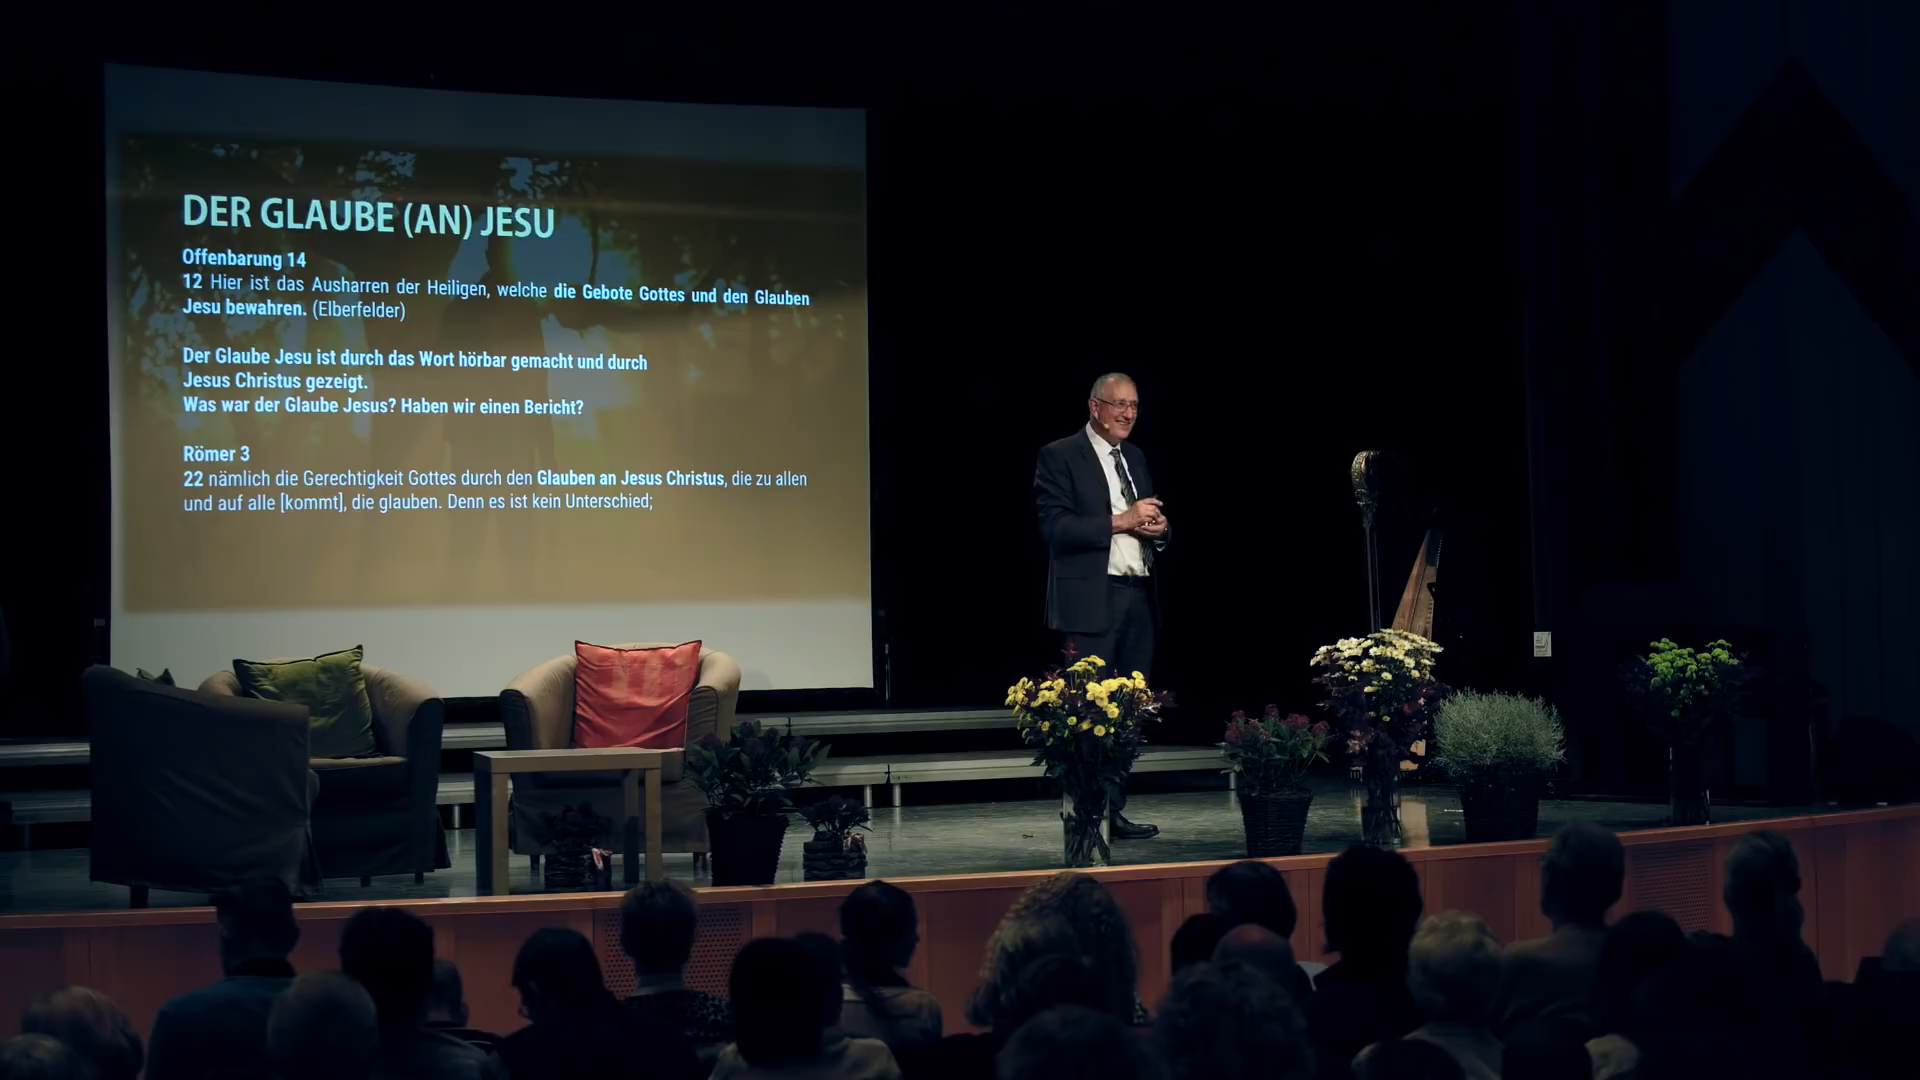 DER GLAUBE (AN) JESU
Offenbarung 14
12 Hier ist das Ausharren der Heiligen, welche die Gebote Gottes und den Glauben
Jesu bewahren. (Elberfelder)
Der Glaube Jesu ist durch das Wort hörbar gemacht und durch
Jesus Christus gezeigt.
Was war der Glaube Jesus? Haben wir einen Bericht?
Römer 3
22 nämlich die Gerechtigkeit Gottes durch den Glauben an Jesus Christus, die zu allen
und auf alle [kommt], die glauben. Denn es ist kein Unterschied;